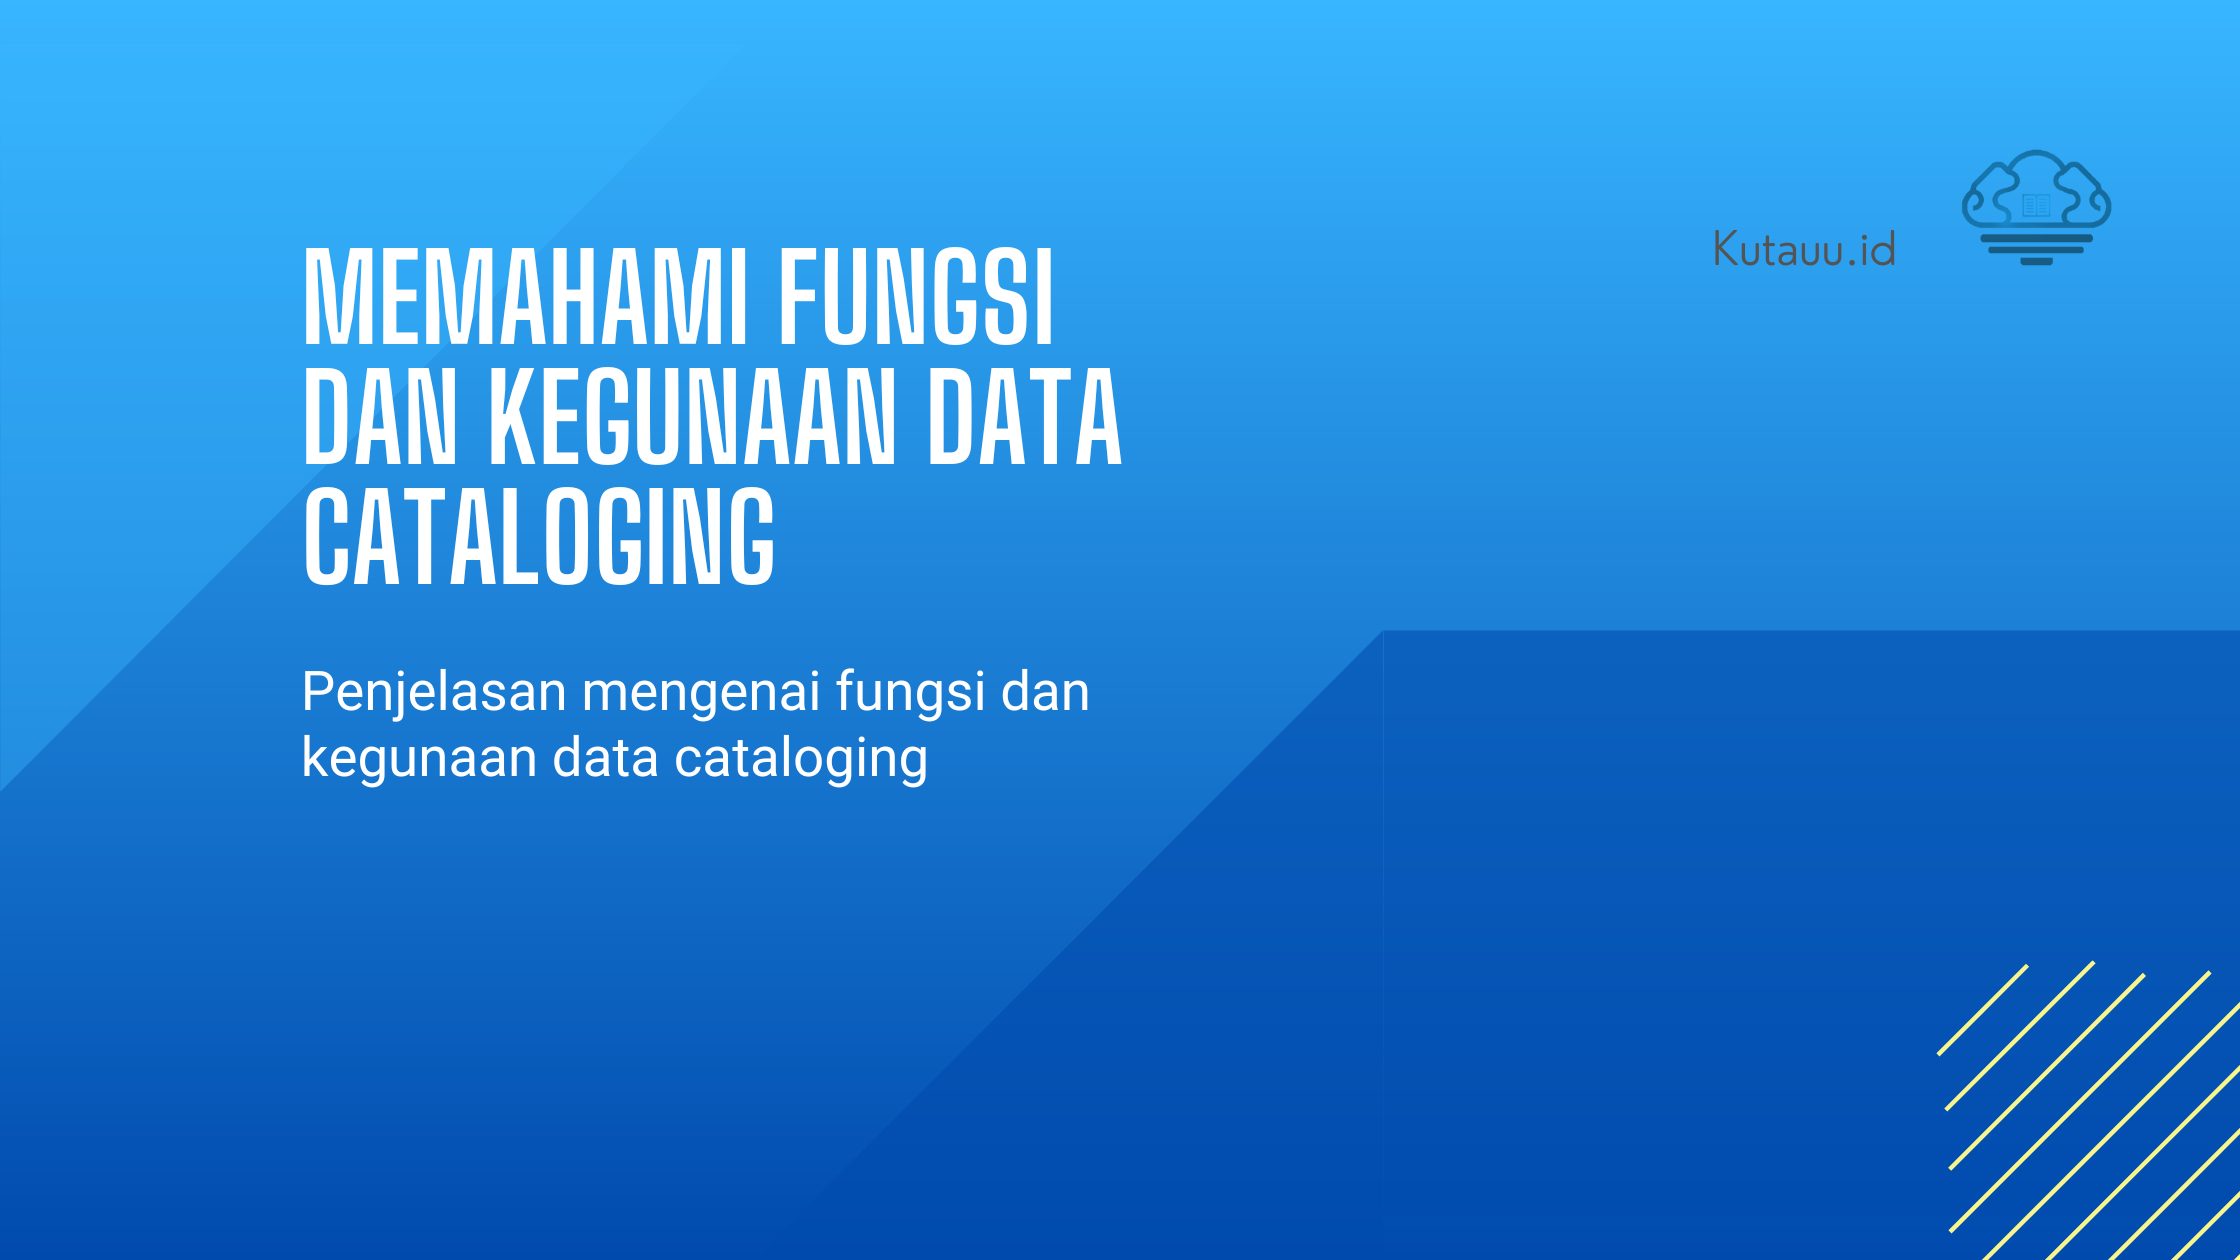 MEMAHAMI FUNGSI
DAN KEGUNAAN DATA
CATALOGING
Penjelasan mengenai fungsi dan
kegunaan data cataloging
Kutauu.id